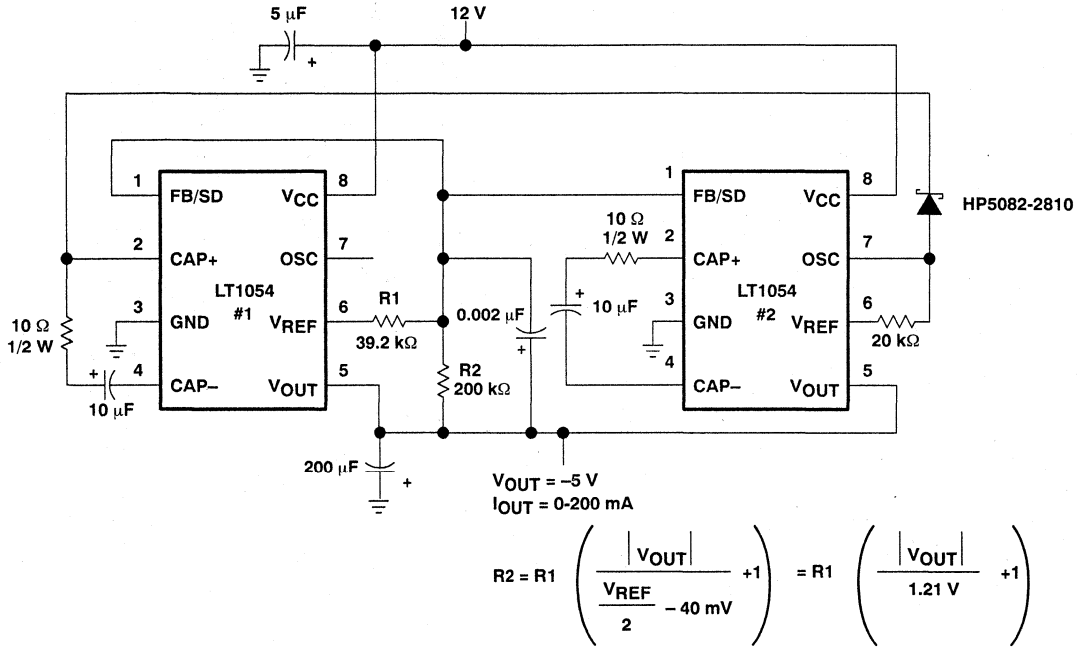 5 μF
12 V
+
1
FB/SD
VCC
8
2
CAP+
OSC
7
LT1054
#1
3
GND
VREF
6
4
CAP–
VOUT
5
10 Ω
1/2 W
+
10 μF
R1
39.2 kΩ
R2
200 kΩ
0.002 μF
+
200 μF
+
10 Ω
1/2 W
+
10 μF
1
FB/SD
VCC
8
2
CAP+
OSC
7
LT1054
#2
3
GND
VREF
6
4
CAP–
VOUT
5
20 kΩ
HP5082-2810
VOUT = –5 V
IOUT = 0-200 mA
R2 = R1 ( |VOUT| / (VREF / 2 – 40 mV) +1 ) = R1 ( |VOUT| / 1.21 V +1 )